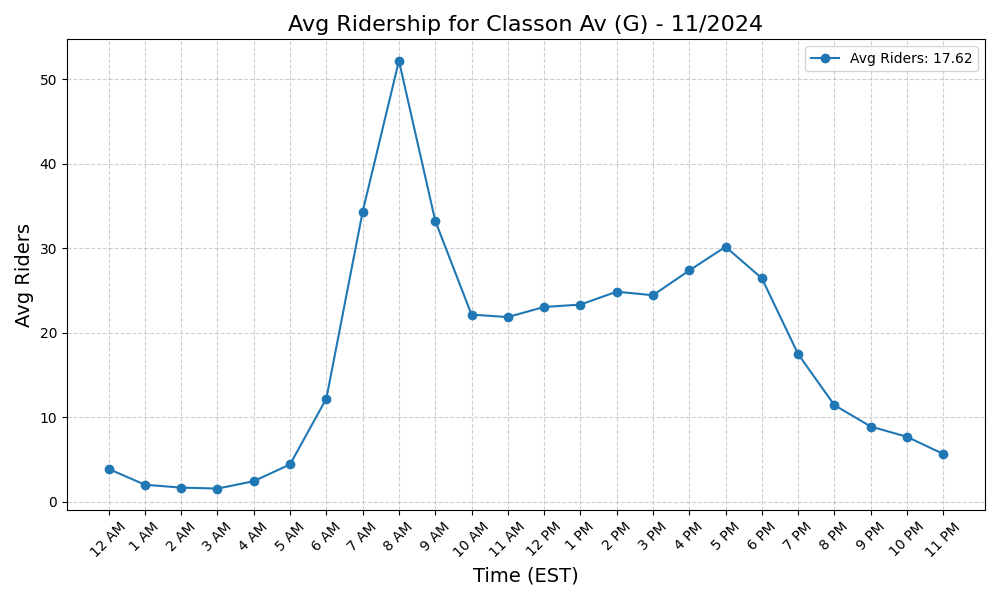 Avg Ridership for Classon Av (G) - 11/2024
Avg Riders: 17.62
Avg Riders
50
40
30
20
10
0
12 AM
1 AM
2 AM
3 AM
4 AM
5 AM
6 AM
7 AM
8 AM
9 AM
10 AM
11 AM
12 PM
1 PM
2 PM
3 PM
4 PM
5 PM
6 PM
7 PM
8 PM
9 PM
10 PM
11 PM
Time (EST)